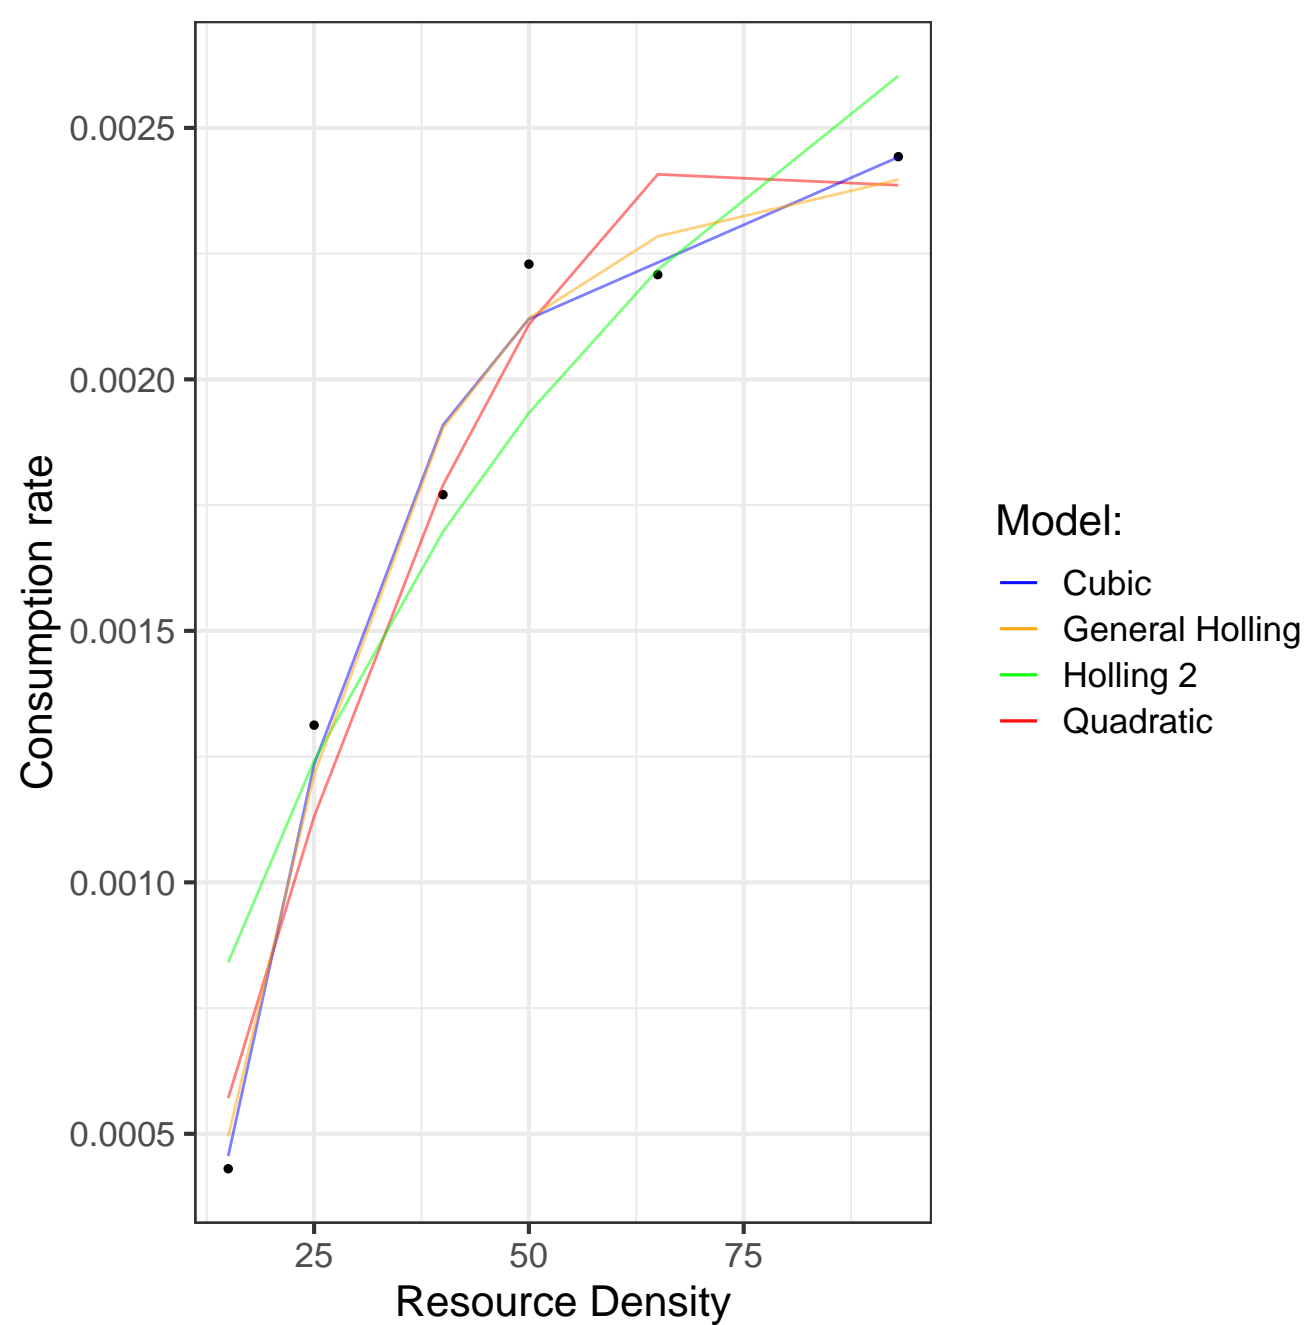 0.0025
0.0020
0.0015
0.0010
0.0005
Consumption rate
25 50 75
Resource Density
Model:
Cubic
General Holling
Holling 2
Quadratic